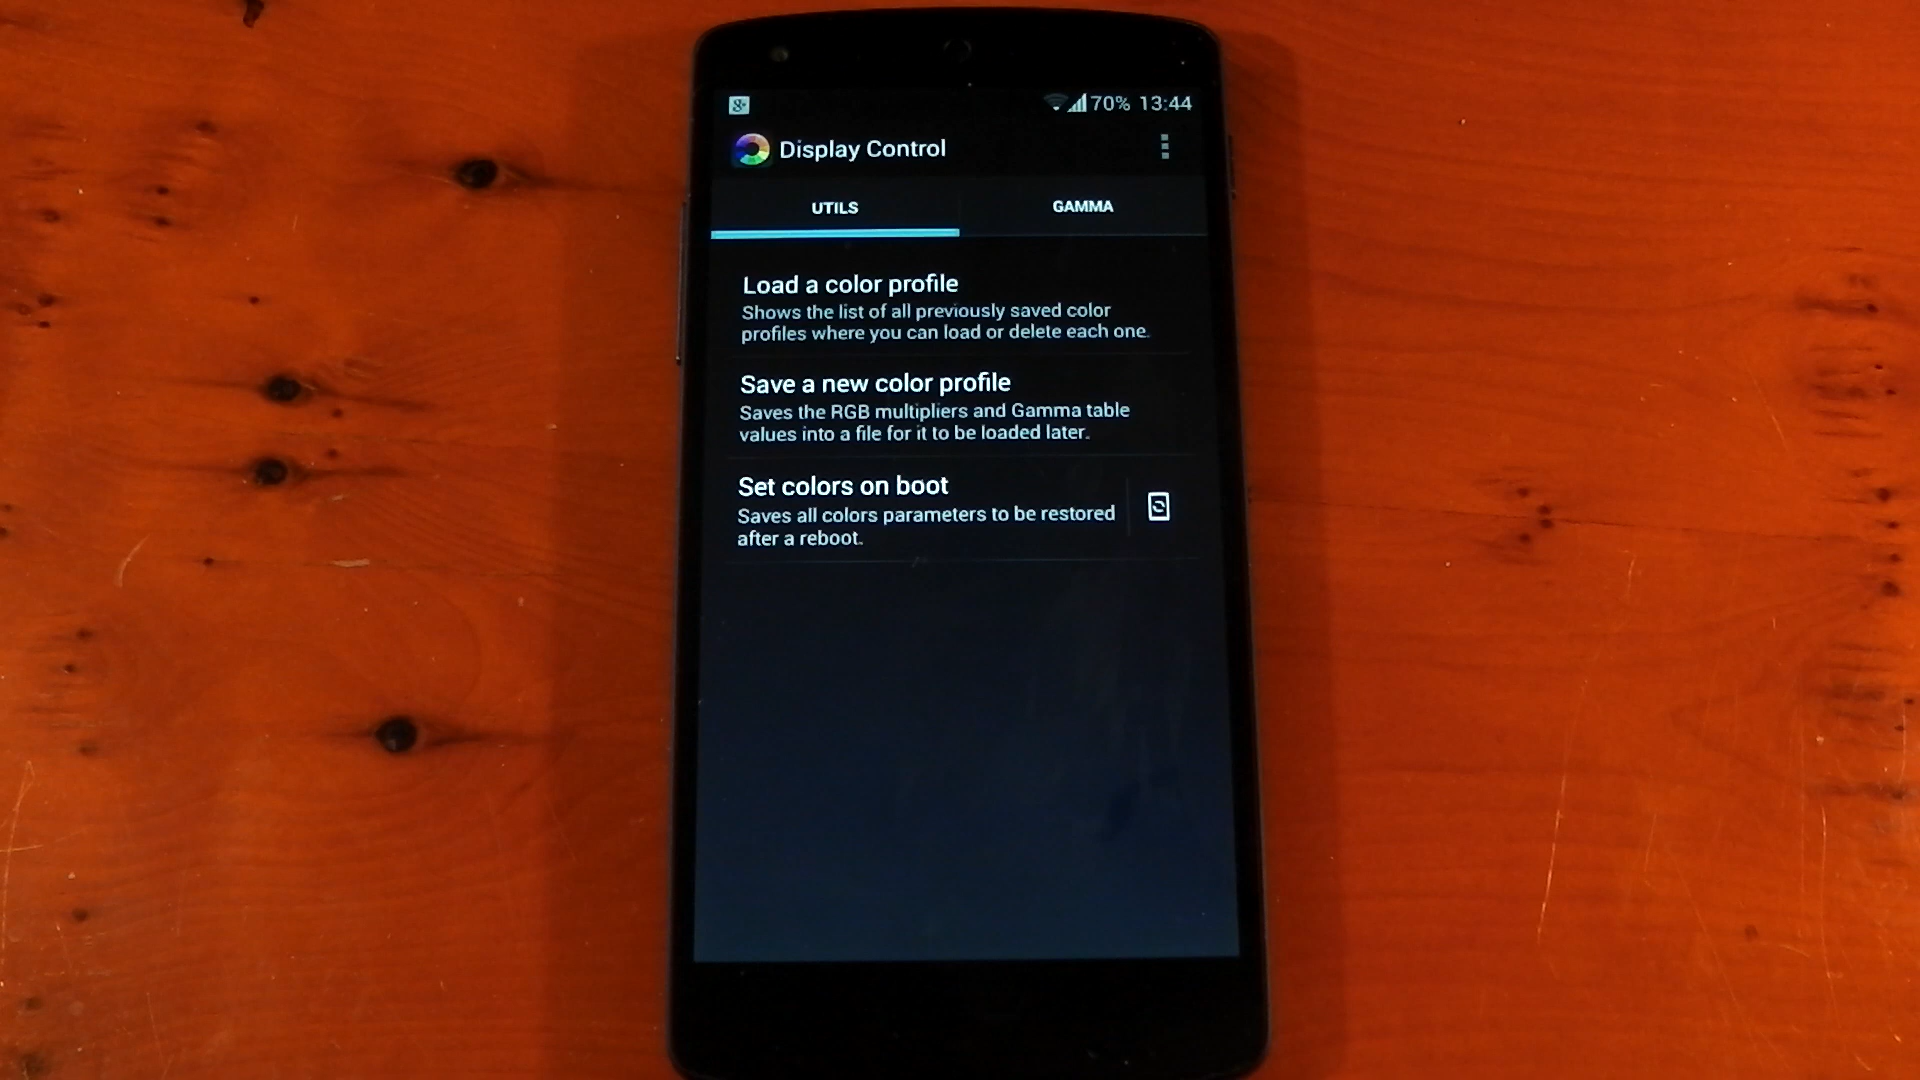 8+ 70% 13:44
Display Control
UTILS GAMMA
Load a color profile
Shows the list of all previously saved color
profiles where you can load or delete each one.
Save a new color profile
Saves the RGB multipliers and Gamma table
values into a file for it to be loaded later.
Set colors on boot
Saves all colors parameters to be restored
after a reboot.